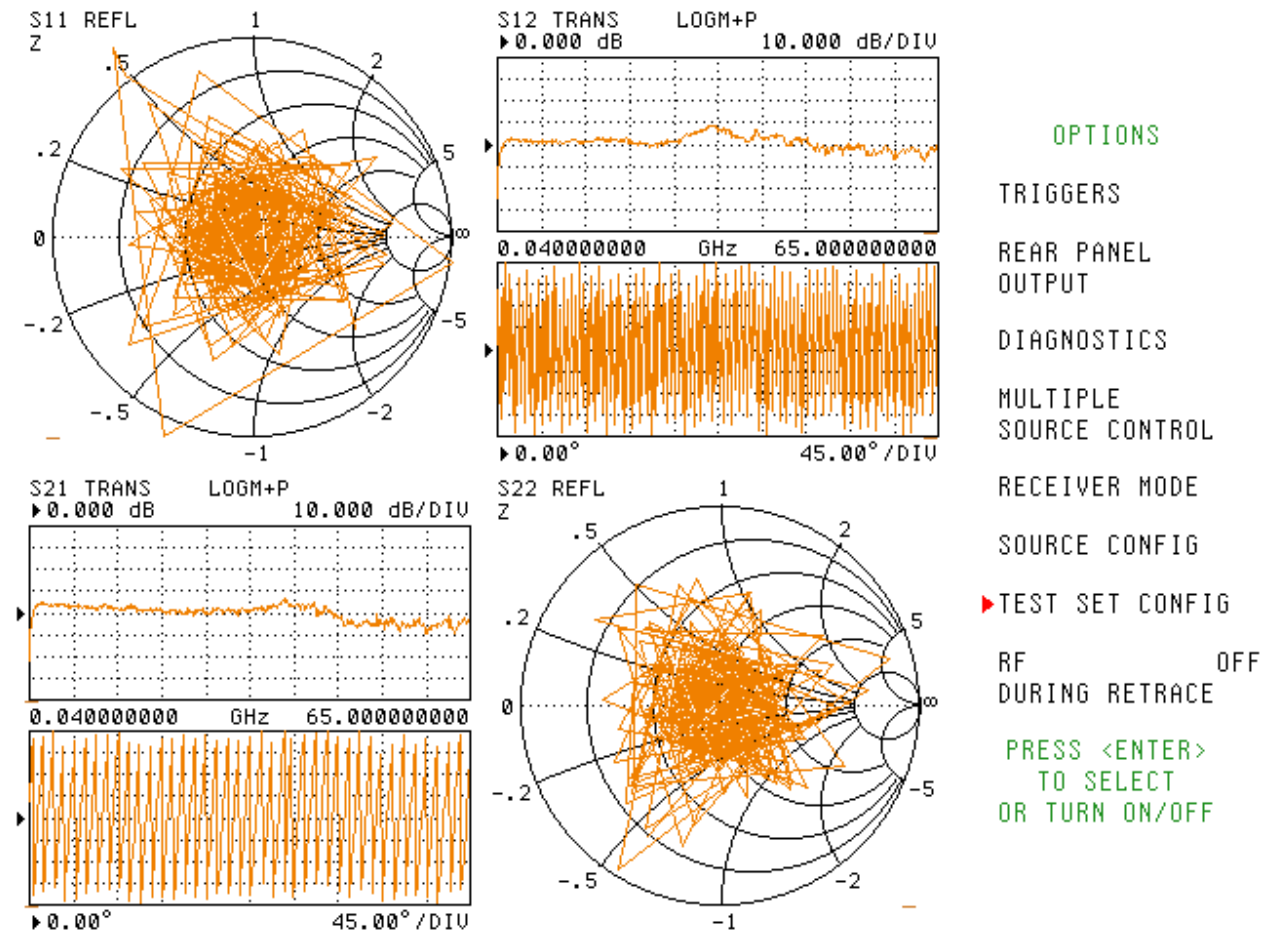 S11 REFL
Z
1
.5
2
.2
5
0
∞
-.2
-5
-.5
-2
-1
S12 TRANS LOGM+P
▶0.000 dB 10.000 dB/DIV
0.040000000 GHz 65.000000000
▶0.00° 45.00°/DIV
S21 TRANS LOGM+P
▶0.000 dB 10.000 dB/DIV
0.040000000 GHz 65.000000000
▶0.00° 45.00°/DIV
S22 REFL
Z
1
.5
2
.2
5
0
∞
-.2
-5
-.5
-2
-1
OPTIONS
TRIGGERS
REAR PANEL
OUTPUT
DIAGNOSTICS
MULTIPLE
SOURCE CONTROL
RECEIVER MODE
SOURCE CONFIG
▶TEST SET CONFIG
RF OFF
DURING RETRACE
PRESS <ENTER>
TO SELECT
OR TURN ON/OFF